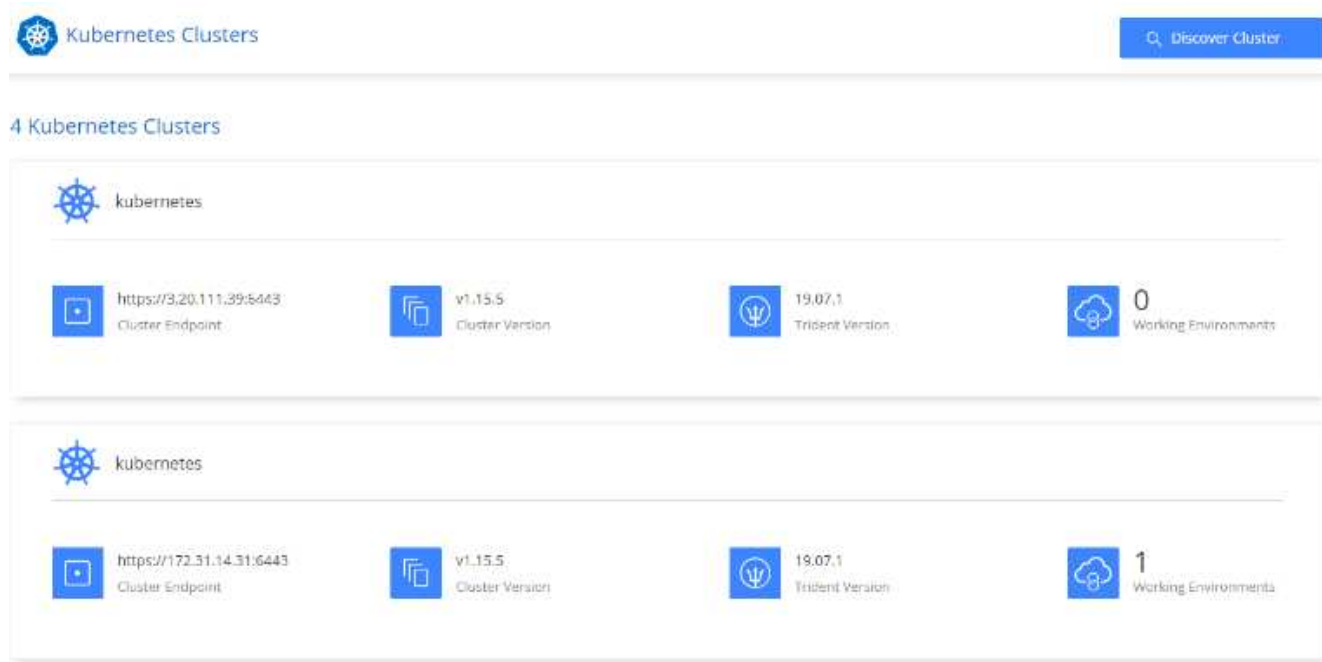 Kubernetes Clusters
Discover Cluster
4 Kubernetes Clusters
kubernetes
https://3.20.111.39:6443 v1.15.5 19.07.1 0
Cluster Endpoint Cluster Version Trident Version Working Environments
kubernetes
https://172.31.14.31:6443 v1.15.5 19.07.1 1
Cluster Endpoint Cluster Version Trident Version Working Environments